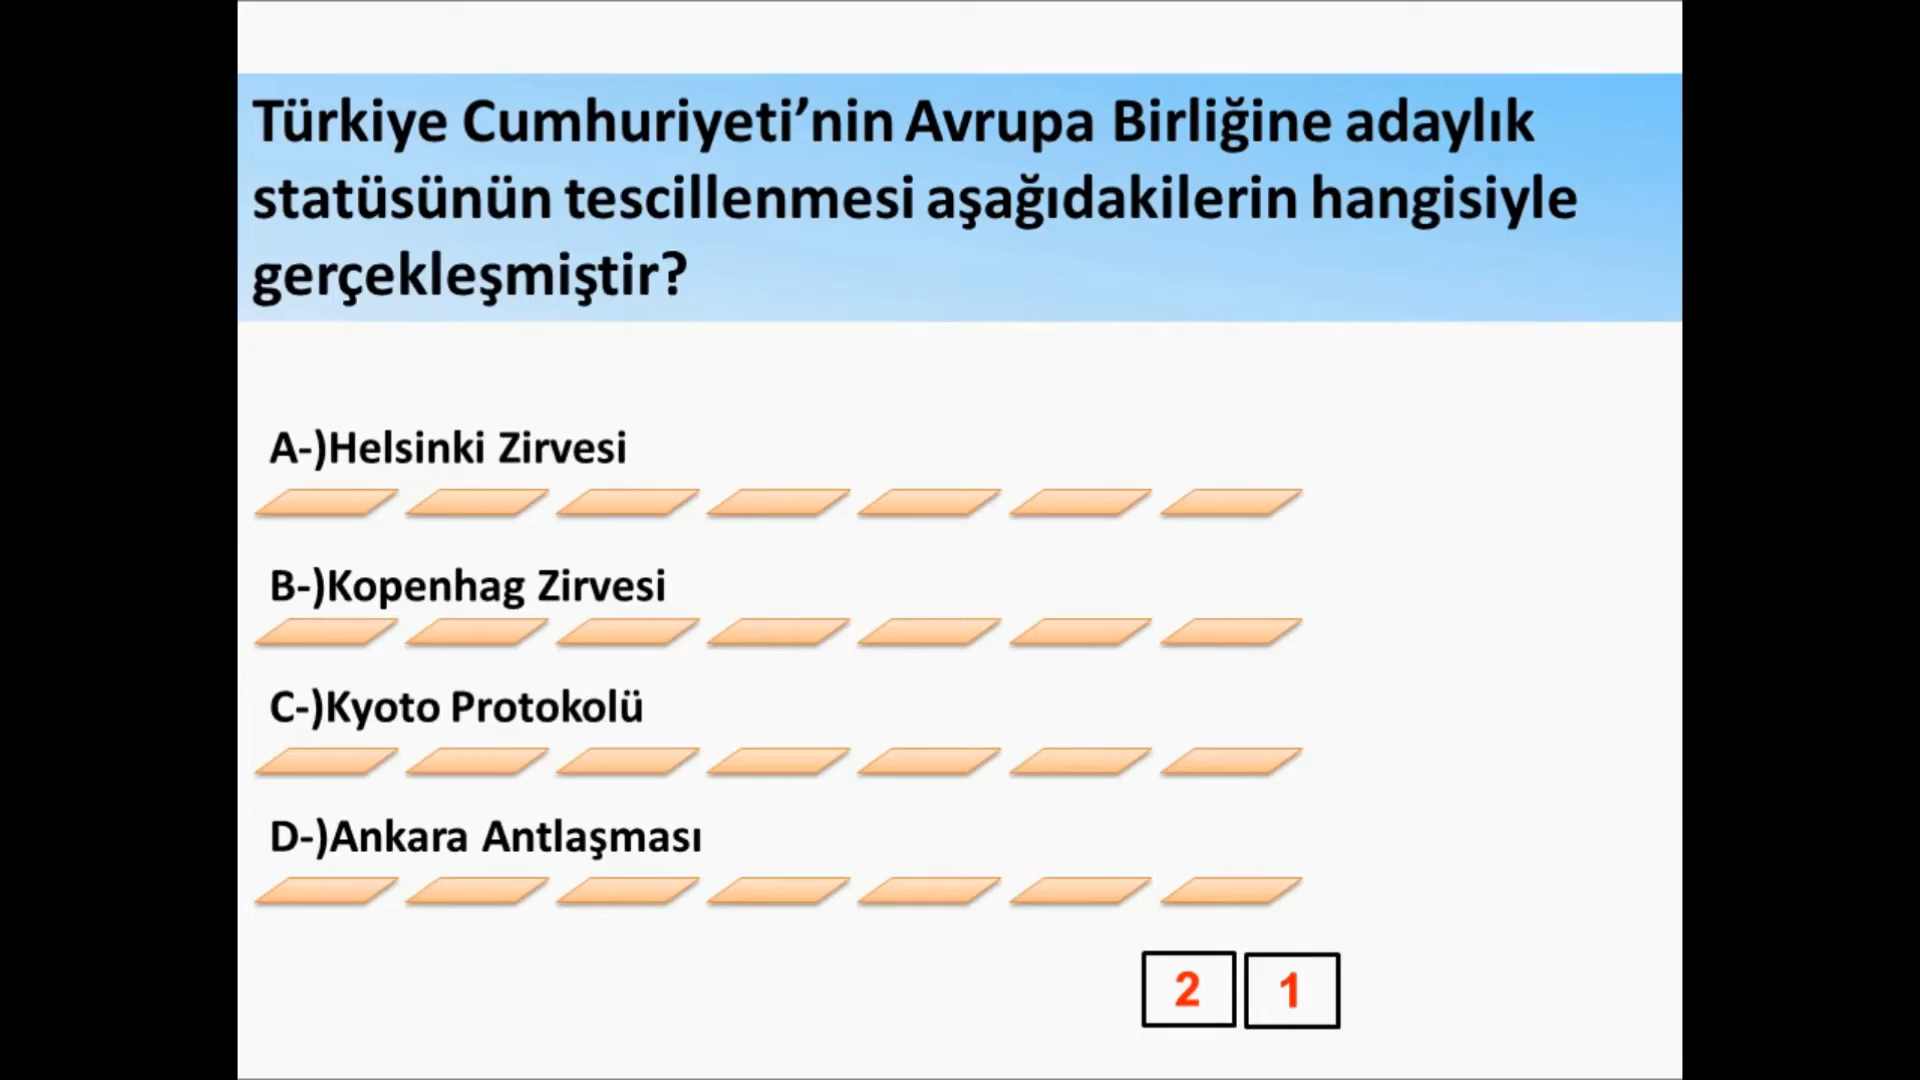 Türkiye Cumhuriyeti’nin Avrupa Birliğine adaylık
statüsünün tescillenmesi aşağıdakilerin hangisiyle
gerçekleşmiştir?
A-)Helsinki Zirvesi
B-)Kopenhag Zirvesi
C-)Kyoto Protokolü
D-)Ankara Antlaşması
2 1